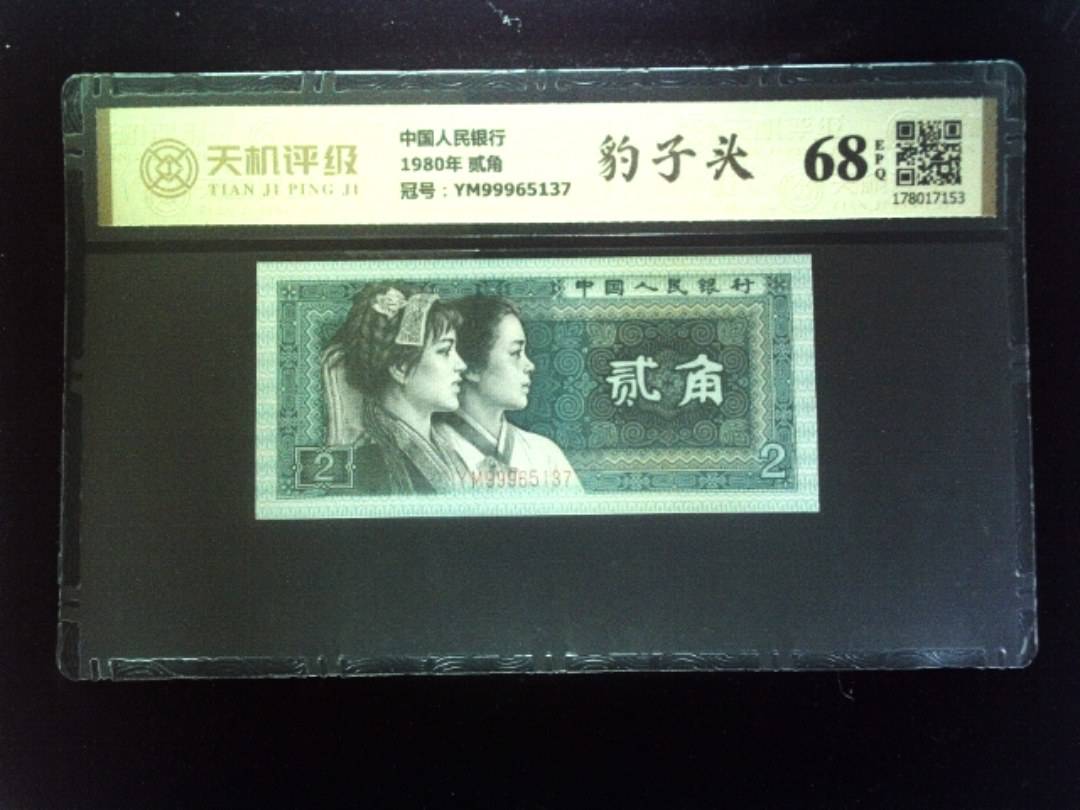 天机评级
TIAN JI PING JI
中国人民银行
1980年 贰角
冠号：YM99965137
豹子头
68
EPQ
178017153
中国人民银行
贰角
2
YM99965137
2